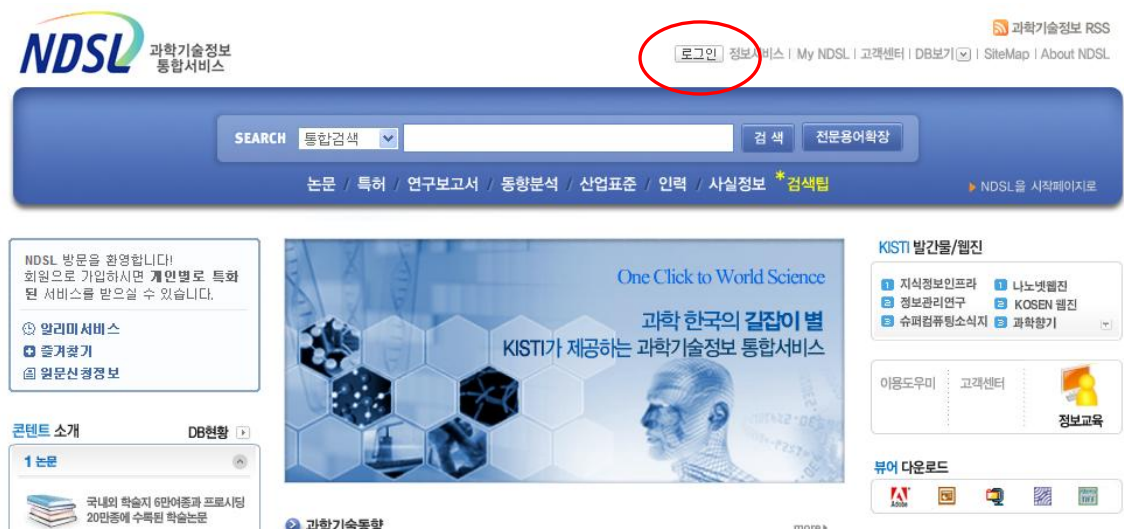 NDSL 과학기술정보
통합서비스
과학기술정보 RSS
로그인 정보서비스 | My NDSL | 고객센터 | DB보기 | SiteMap | About NDSL
SEARCH 통합검색 검색 전문용어확장
논문 / 특허 / 연구보고서 / 동향분석 / 산업표준 / 인력 / 사실정보 *검색팁
NDSL을 시작페이지로
NDSL 방문을 환영합니다!
회원으로 가입하시면 개인별로 특화
된 서비스를 받으실 수 있습니다.
알리미서비스
즐겨찾기
원문신청정보
콘텐트 소개 DB현황
1 논문
국내외 학술지 6만여종과 프로시딩
20만종에 수록된 학술논문
One Click to World Science
과학 한국의 길잡이 별
KISTI가 제공하는 과학기술정보 통합서비스
과학기술동향 more
KISTI 발간물/웹진
1 지식정보인프라 1 나노넷웹진
2 정보관리연구 2 KOSEN 웹진
3 슈퍼컴퓨팅소식지 3 과학향기
이용도우미 고객센터
정보교육
뷰어 다운로드
Adobe